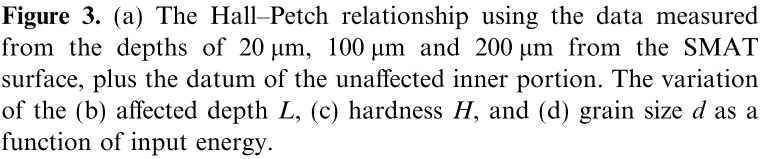 Figure 3. (a) The Hall–Petch relationship using the data measured
from the depths of 20 μm, 100 μm and 200 μm from the SMAT
surface, plus the datum of the unaffected inner portion. The variation
of the (b) affected depth L, (c) hardness H, and (d) grain size d as a
function of input energy.